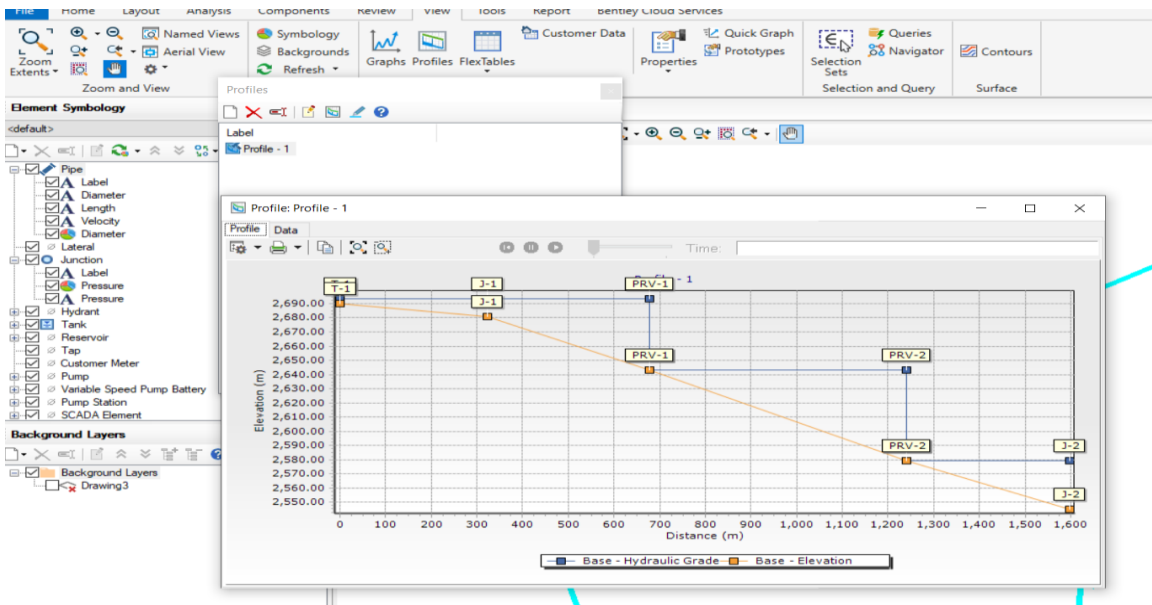 File Home Layout Analysis Components Review View Tools Report Bentley Cloud Services
Zoom Extents
Named Views
Aerial View
Zoom and View
Symbology
Backgrounds
Refresh
Graphs Profiles FlexTables
Customer Data
Properties
Quick Graph
Prototypes
Selection Sets
Queries
Navigator
Selection and Query
Contours
Surface
Element Symbology
<default>
Pipe
Label
Diameter
Length
Velocity
Diameter
Lateral
Junction
Label
Pressure
Pressure
Hydrant
Tank
Reservoir
Tap
Customer Meter
Pump
Variable Speed Pump Battery
Pump Station
SCADA Element
Background Layers
Background Layers
Drawing3
Profiles
Label
Profile - 1
Profile: Profile - 1
Profile Data
Time:
Profile - 1
T-1 J-1 PRV-1
T-1 J-1
PRV-1 PRV-2
PRV-2 J-2
J-2
Elevation (m)
2,690.00
2,680.00
2,670.00
2,660.00
2,650.00
2,640.00
2,630.00
2,620.00
2,610.00
2,600.00
2,590.00
2,580.00
2,570.00
2,560.00
2,550.00
0 100 200 300 400 500 600 700 800 900 1,000 1,100 1,200 1,300 1,400 1,500 1,600
Distance (m)
Base - Hydraulic Grade Base - Elevation